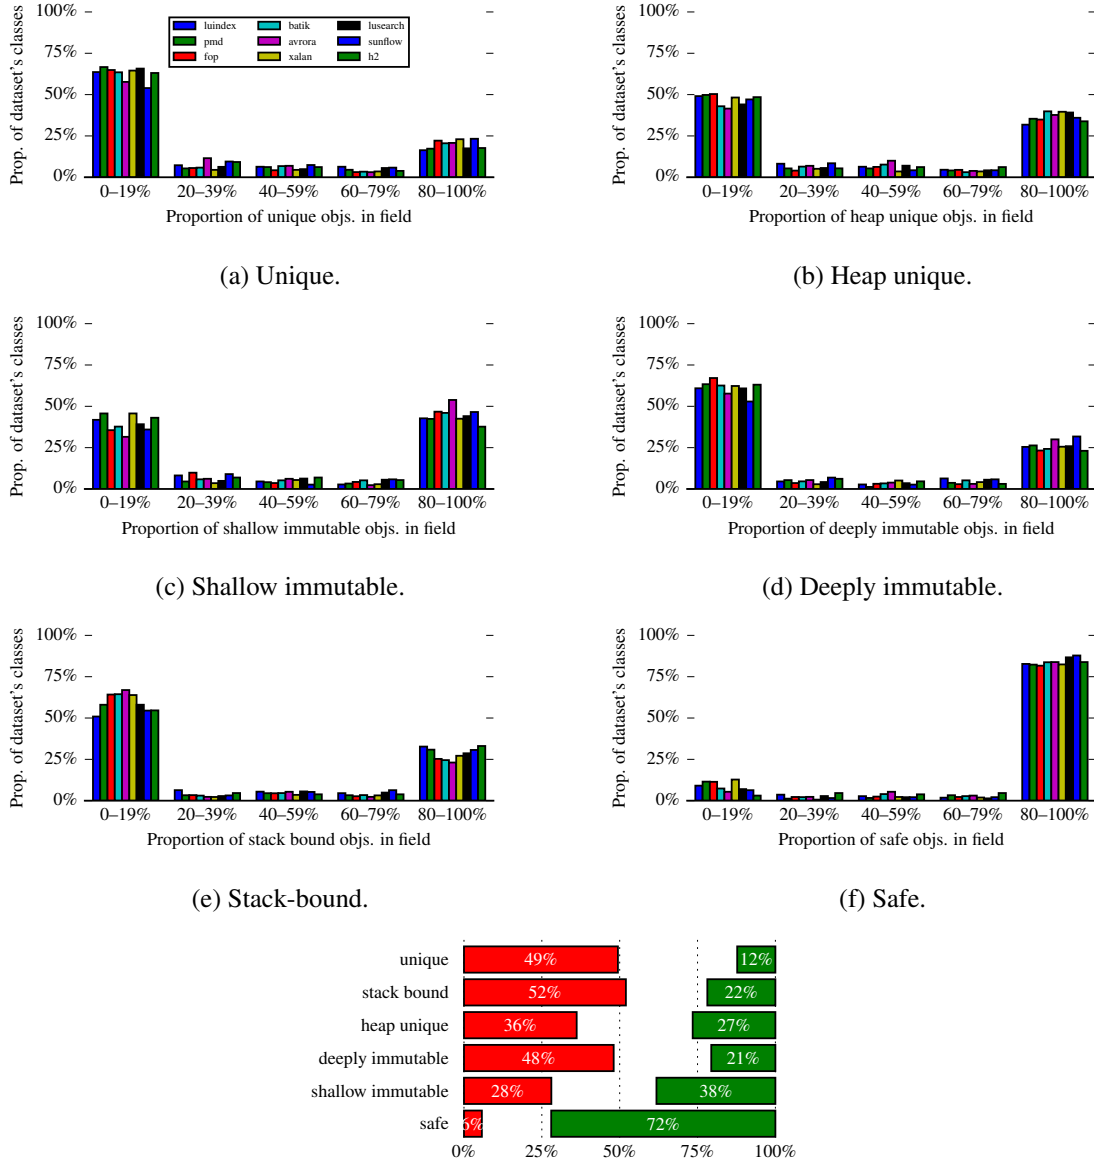 100%
75%
50%
25%
0%
Prop. of dataset's classes
luindex batik lusearch
pmd avrora sunflow
fop xalan h2
0–19% 20–39% 40–59% 60–79% 80–100%
Proportion of unique objs. in field
(a) Unique.
100%
75%
50%
25%
0%
Prop. of dataset's classes
0–19% 20–39% 40–59% 60–79% 80–100%
Proportion of heap unique objs. in field
(b) Heap unique.
100%
75%
50%
25%
0%
Prop. of dataset's classes
0–19% 20–39% 40–59% 60–79% 80–100%
Proportion of shallow immutable objs. in field
(c) Shallow immutable.
100%
75%
50%
25%
0%
Prop. of dataset's classes
0–19% 20–39% 40–59% 60–79% 80–100%
Proportion of deeply immutable objs. in field
(d) Deeply immutable.
100%
75%
50%
25%
0%
Prop. of dataset's classes
0–19% 20–39% 40–59% 60–79% 80–100%
Proportion of stack bound objs. in field
(e) Stack-bound.
100%
75%
50%
25%
0%
Prop. of dataset's classes
0–19% 20–39% 40–59% 60–79% 80–100%
Proportion of safe objs. in field
(f) Safe.
unique 49% 12%
stack bound 52% 22%
heap unique 36% 27%
deeply immutable 48% 21%
shallow immutable 28% 38%
safe 6% 72%
0% 25% 50% 75% 100%